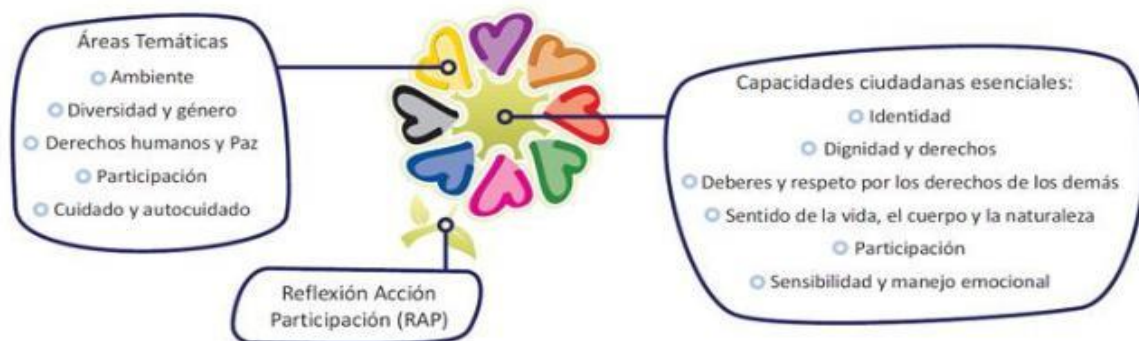 Áreas Temáticas
Ambiente
Diversidad y género
Derechos humanos y Paz
Participación
Cuidado y autocuidado
Reflexión Acción
Participación (RAP)
Capacidades ciudadanas esenciales:
Identidad
Dignidad y derechos
Deberes y respeto por los derechos de los demás
Sentido de la vida, el cuerpo y la naturaleza
Participación
Sensibilidad y manejo emocional